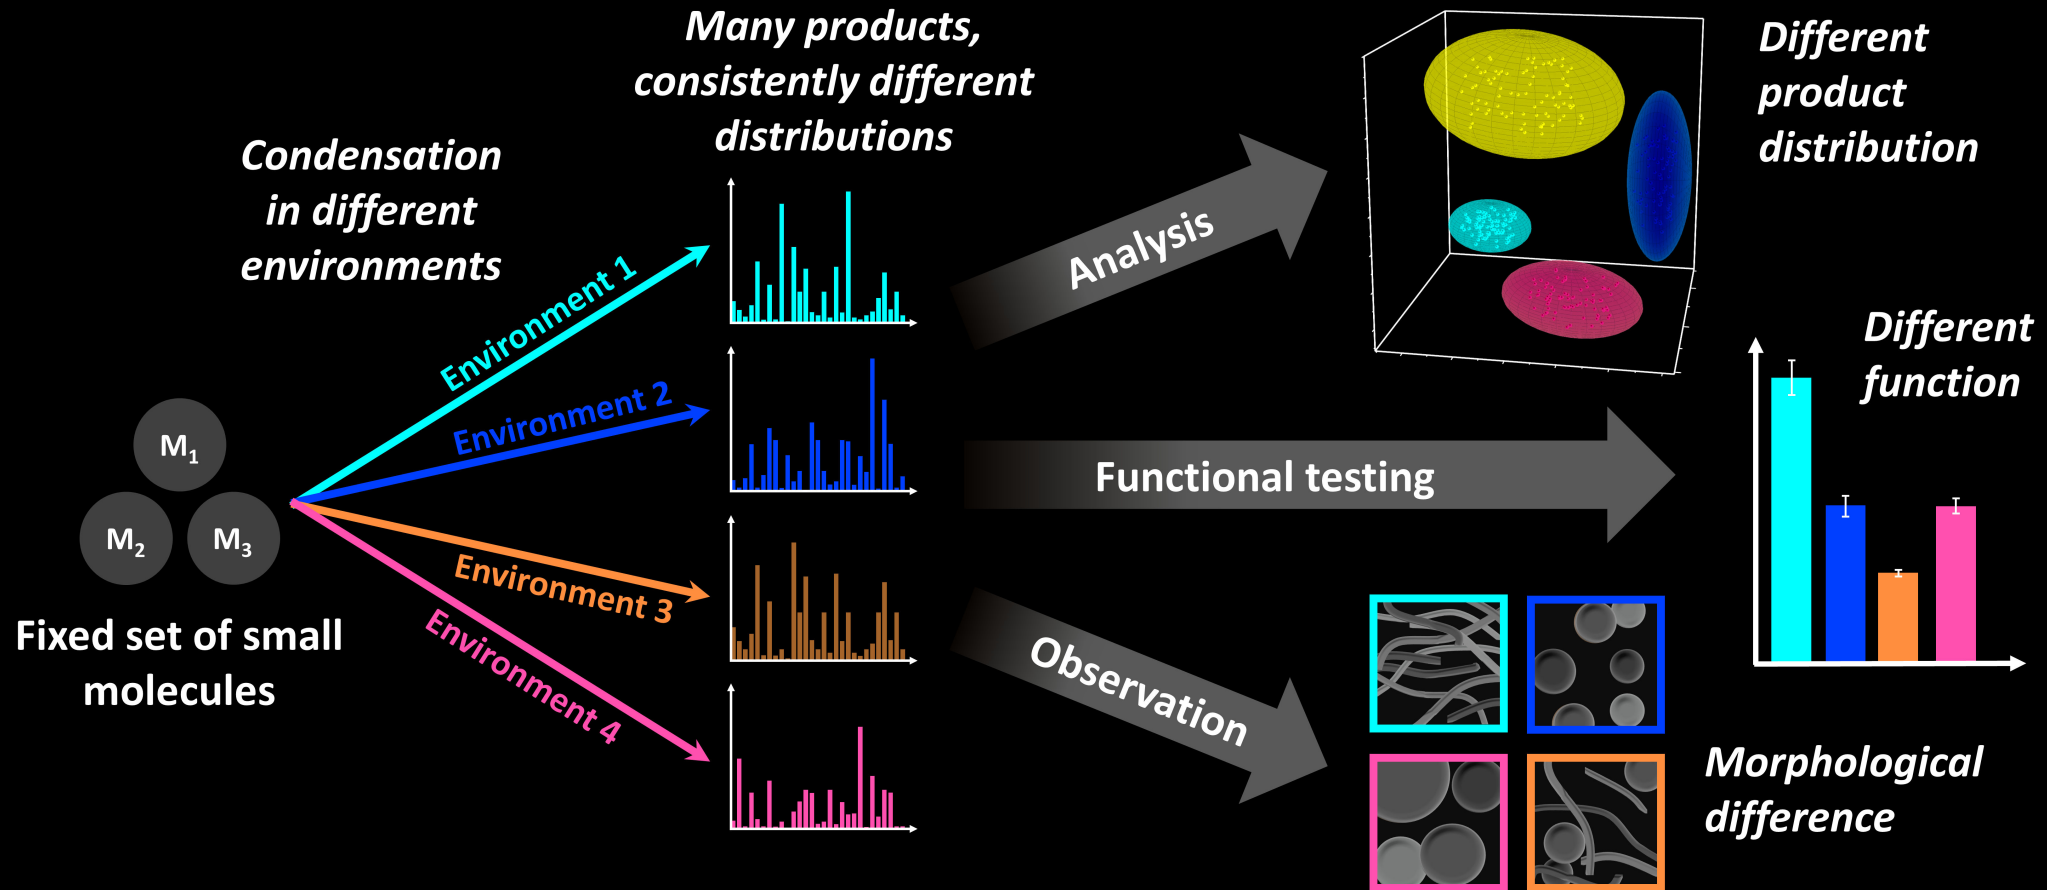 Many products,
consistently different
distributions
Condensation
in different
environments
Environment 1
Environment 2
Environment 3
Environment 4
M1
M2
M3
Fixed set of small
molecules
Analysis
Functional testing
Observation
Different
product
distribution
Different
function
Morphological
difference